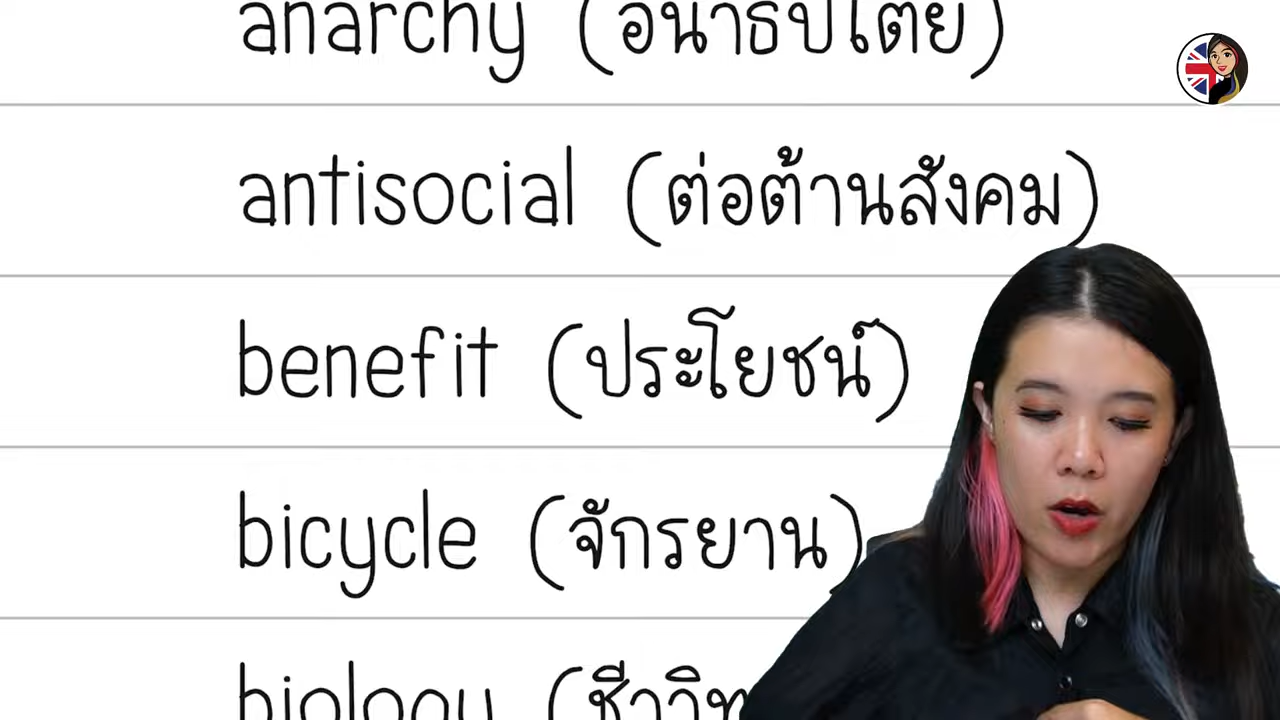 anarchy (อนาธิปไตย)
antisocial (ต่อต้านสังคม)
benefit (ประโยชน์)
bicycle (จักรยาน)
biology